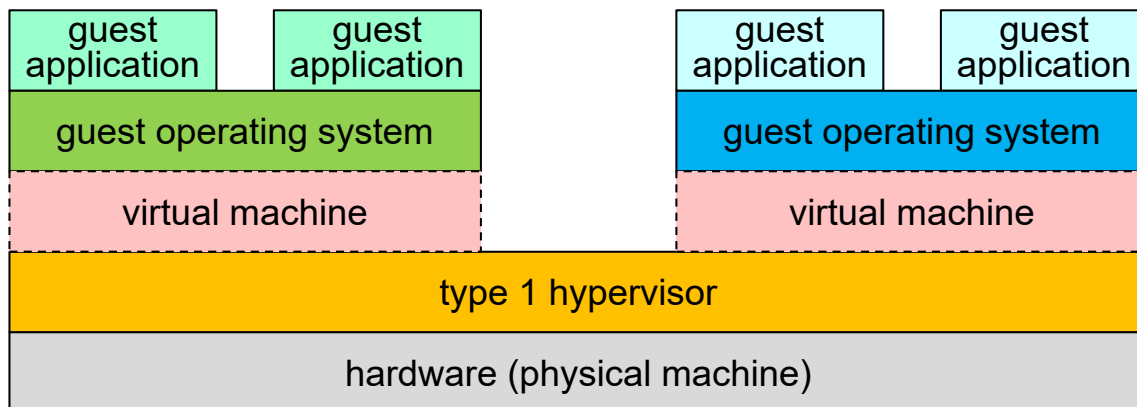 guest
application
guest
application
guest
application
guest
application
guest operating system
guest operating system
virtual machine
virtual machine
type 1 hypervisor
hardware (physical machine)